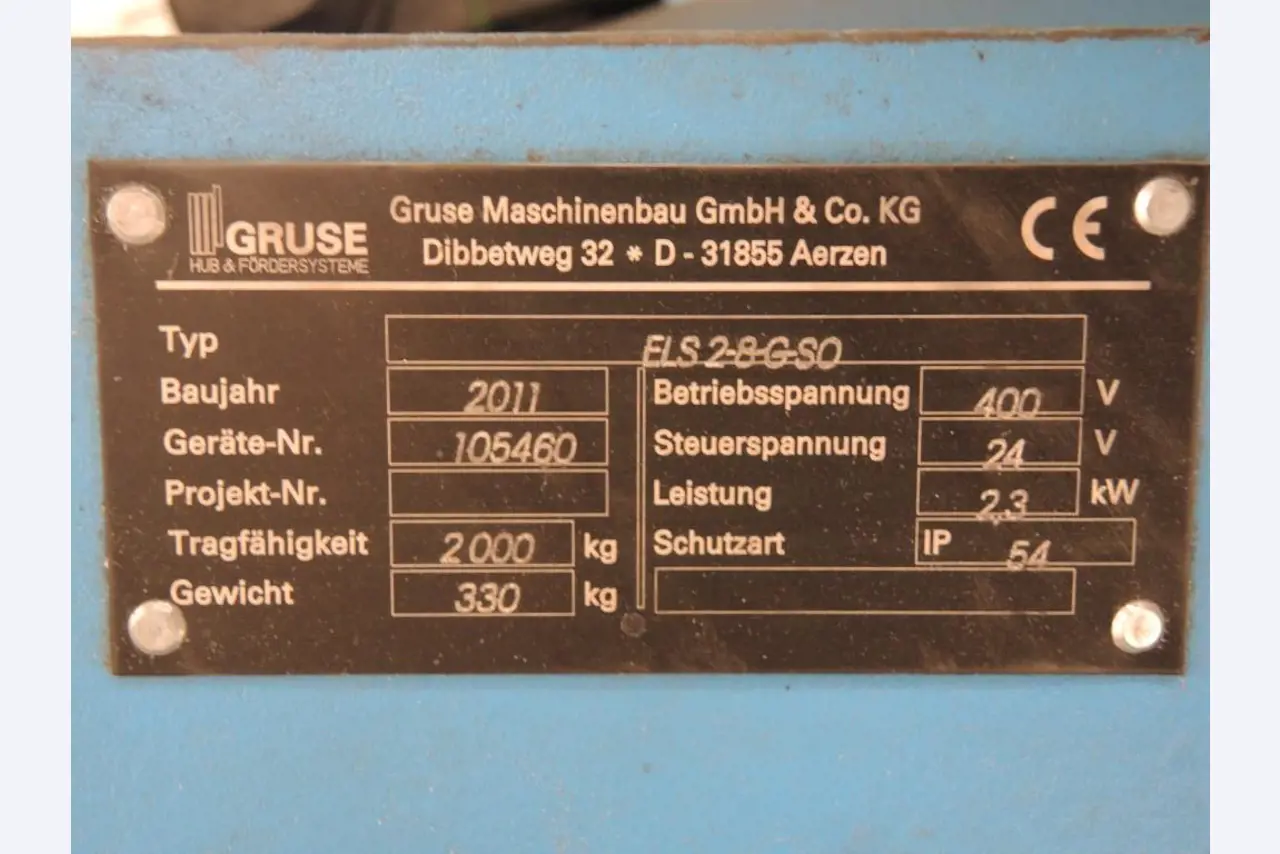 GRUSE
HUB & FÖRDERSYSTEME
Gruse Maschinenbau GmbH & Co. KG
Dibbetweg 32 * D - 31855 Aerzen
CE
Typ ELS 2-8-G-SO
Baujahr 2011
Geräte-Nr. 105460
Projekt-Nr.
Tragfähigkeit 2000 kg
Gewicht 330 kg
Betriebsspannung 400 V
Steuerspannung 24 V
Leistung 2,3 kW
Schutzart IP 54